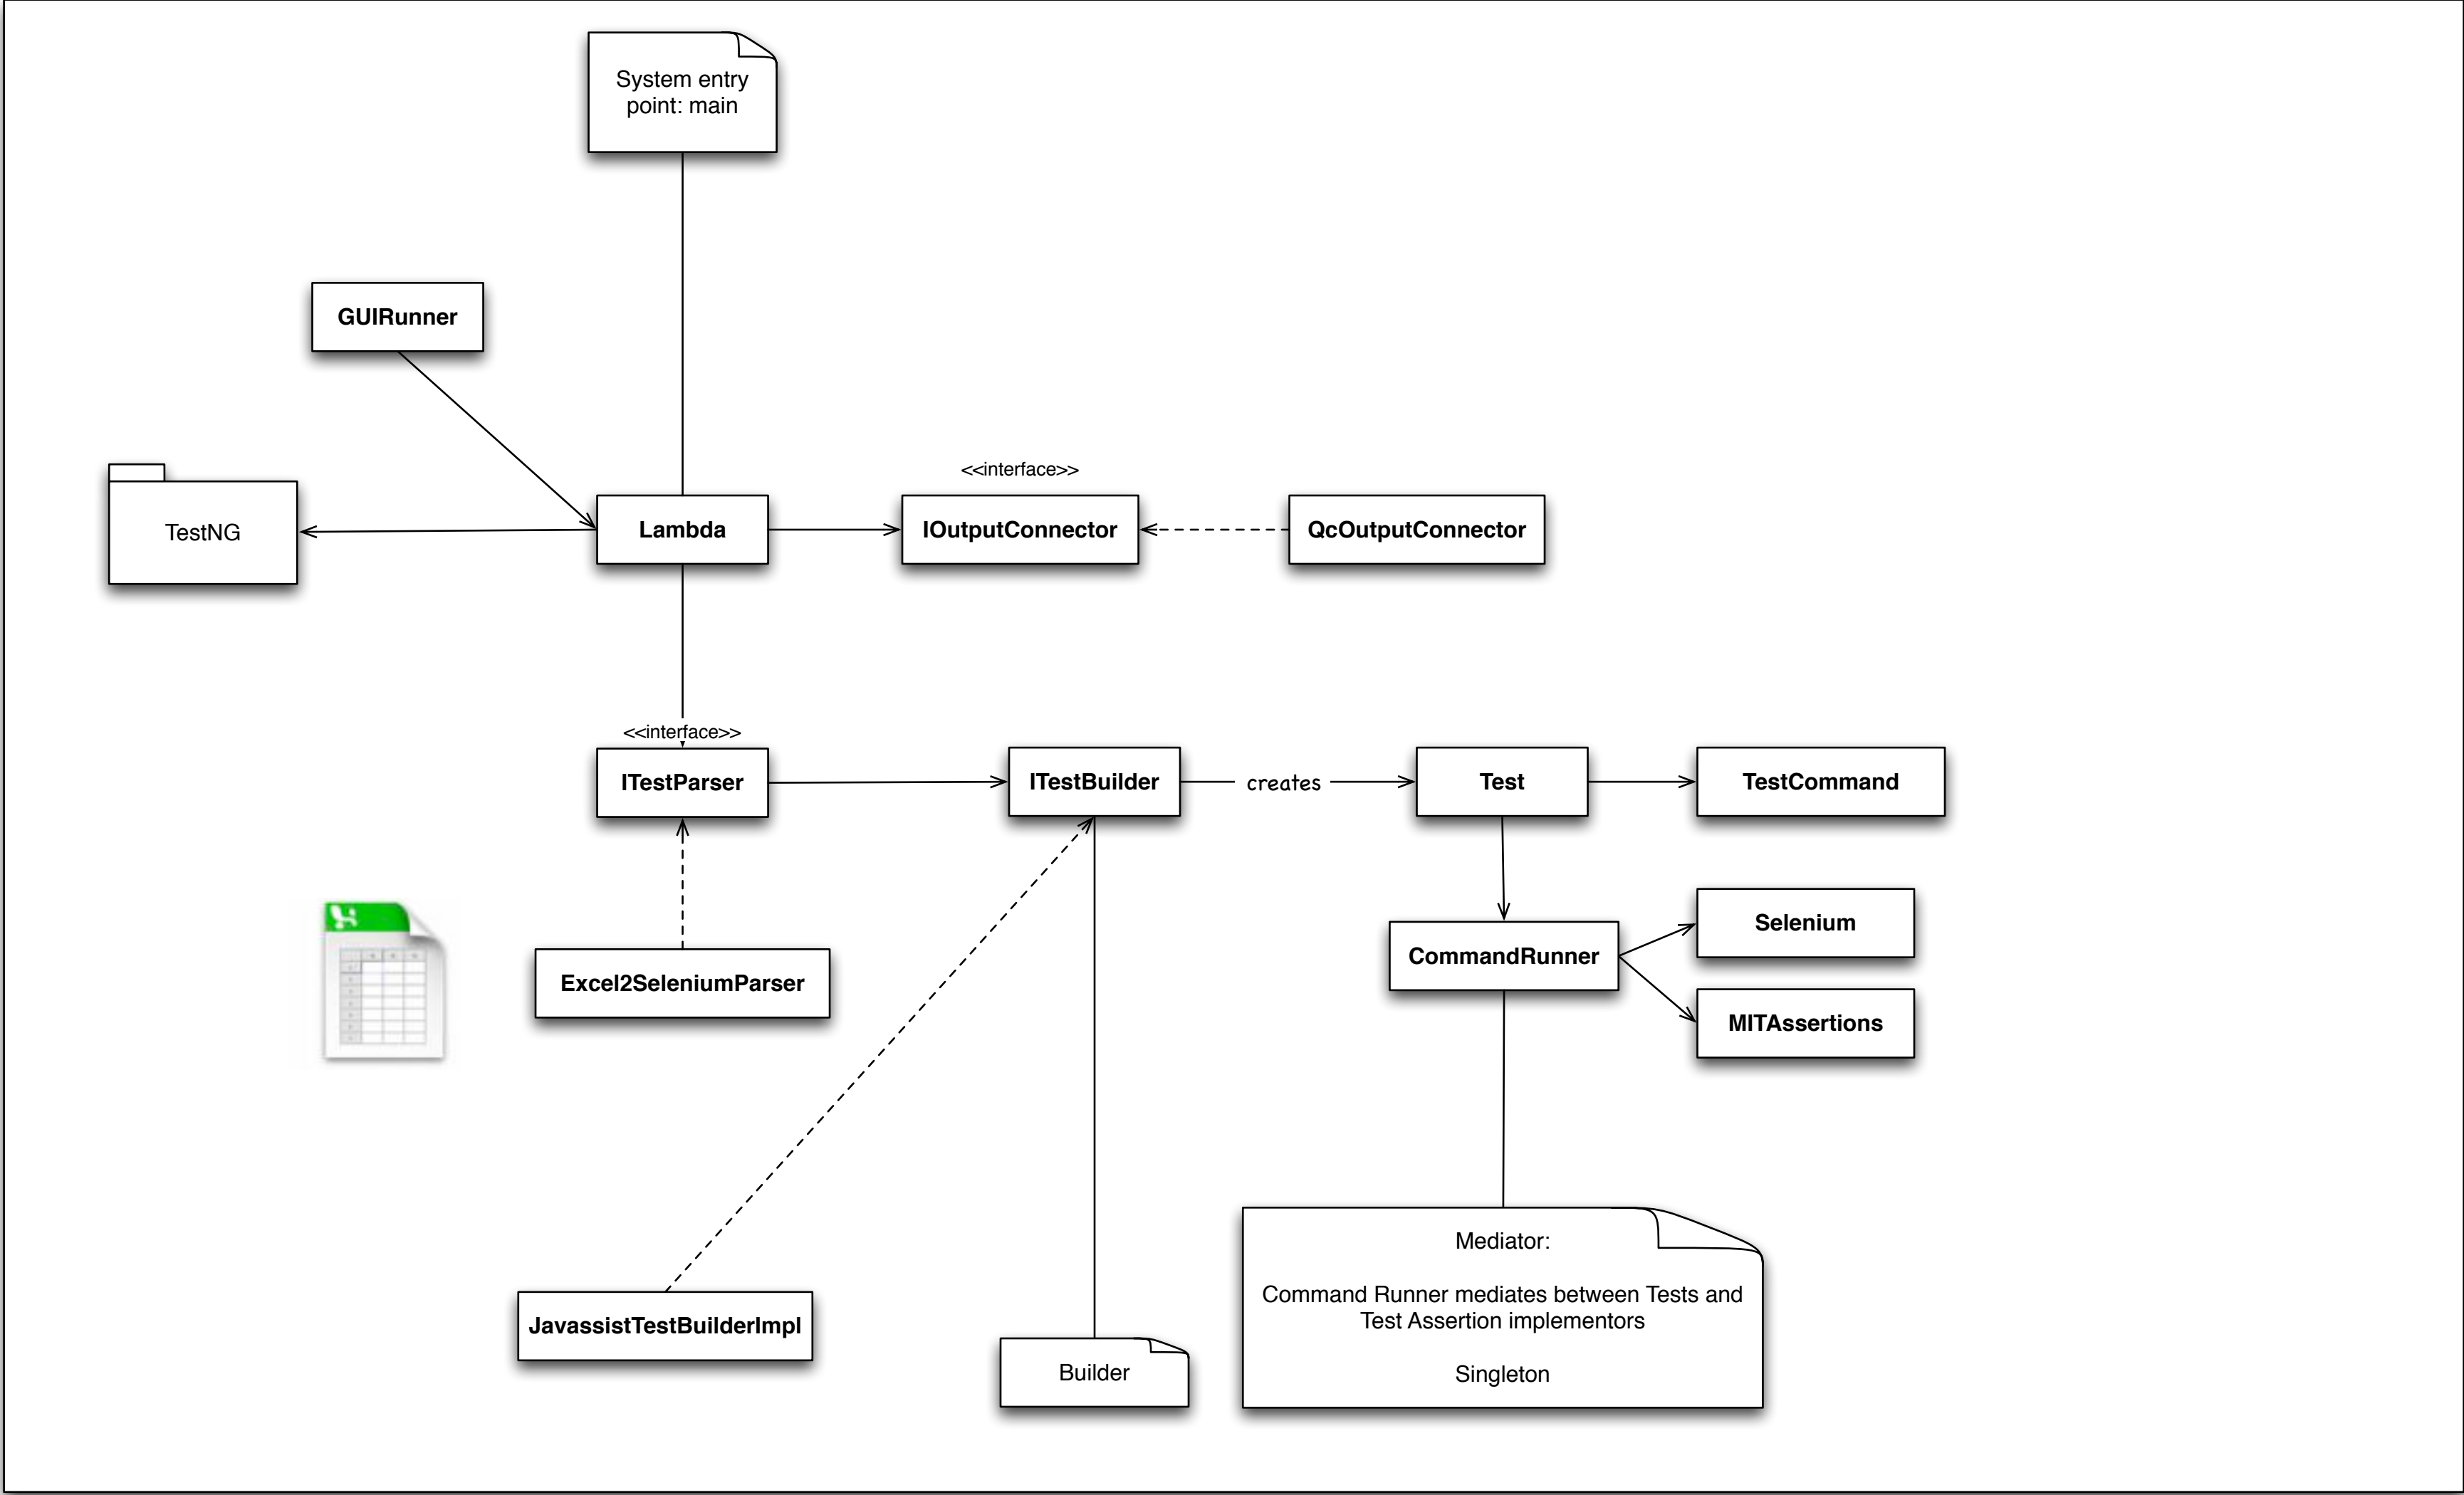 System entry
point: main
GUIRunner
<<interface>>
TestNG
Lambda
IOutputConnector
QcOutputConnector
<<interface>>
ITestParser
ITestBuilder
creates
Test
TestCommand
Selenium
CommandRunner
Excel2SeleniumParser
MITAssertions
Mediator:
Command Runner mediates between Tests and
Test Assertion implementors
Singleton
JavassistTestBuilderImpl
Builder